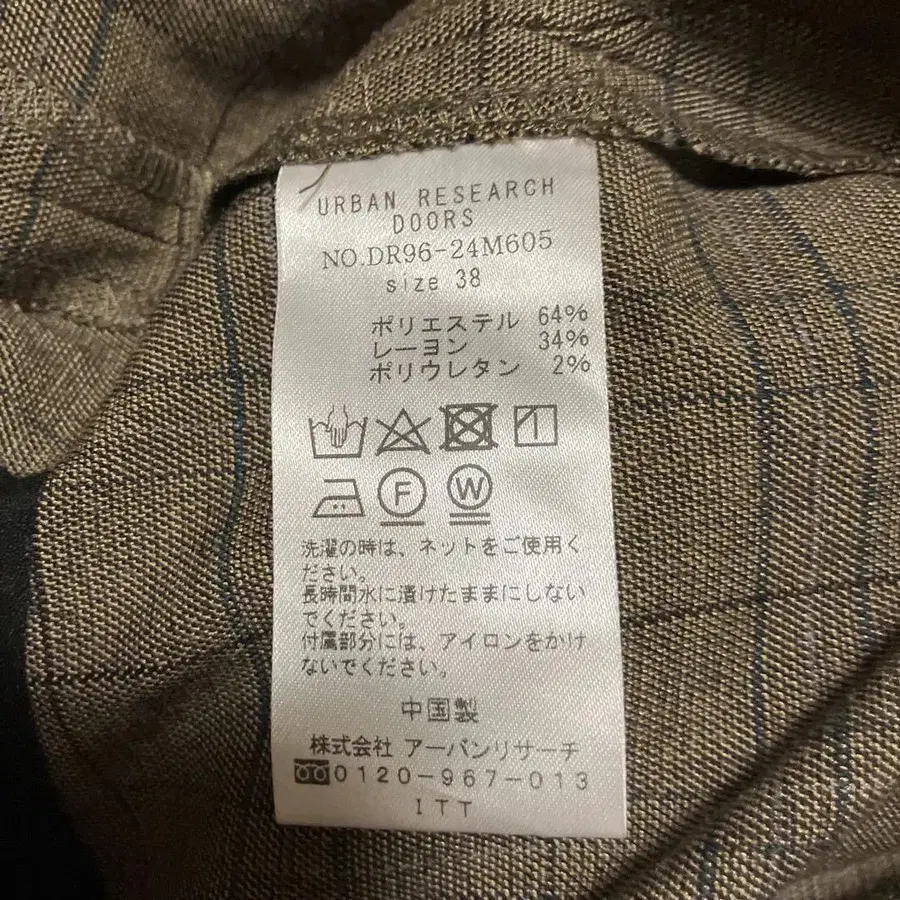 URBAN RESEARCH
DOORS
NO.DR96-24M605
size 38
ポリエステル 64%
レーヨン 34%
ポリウレタン 2%
F W
洗濯の時は、ネットをご使用く
ださい。
長時間水に漬けたままにしない
でください。
付属部分には、アイロンをかけ
ないでください。
中国製
株式会社 アーバンリサーチ
0120-967-013
ITT